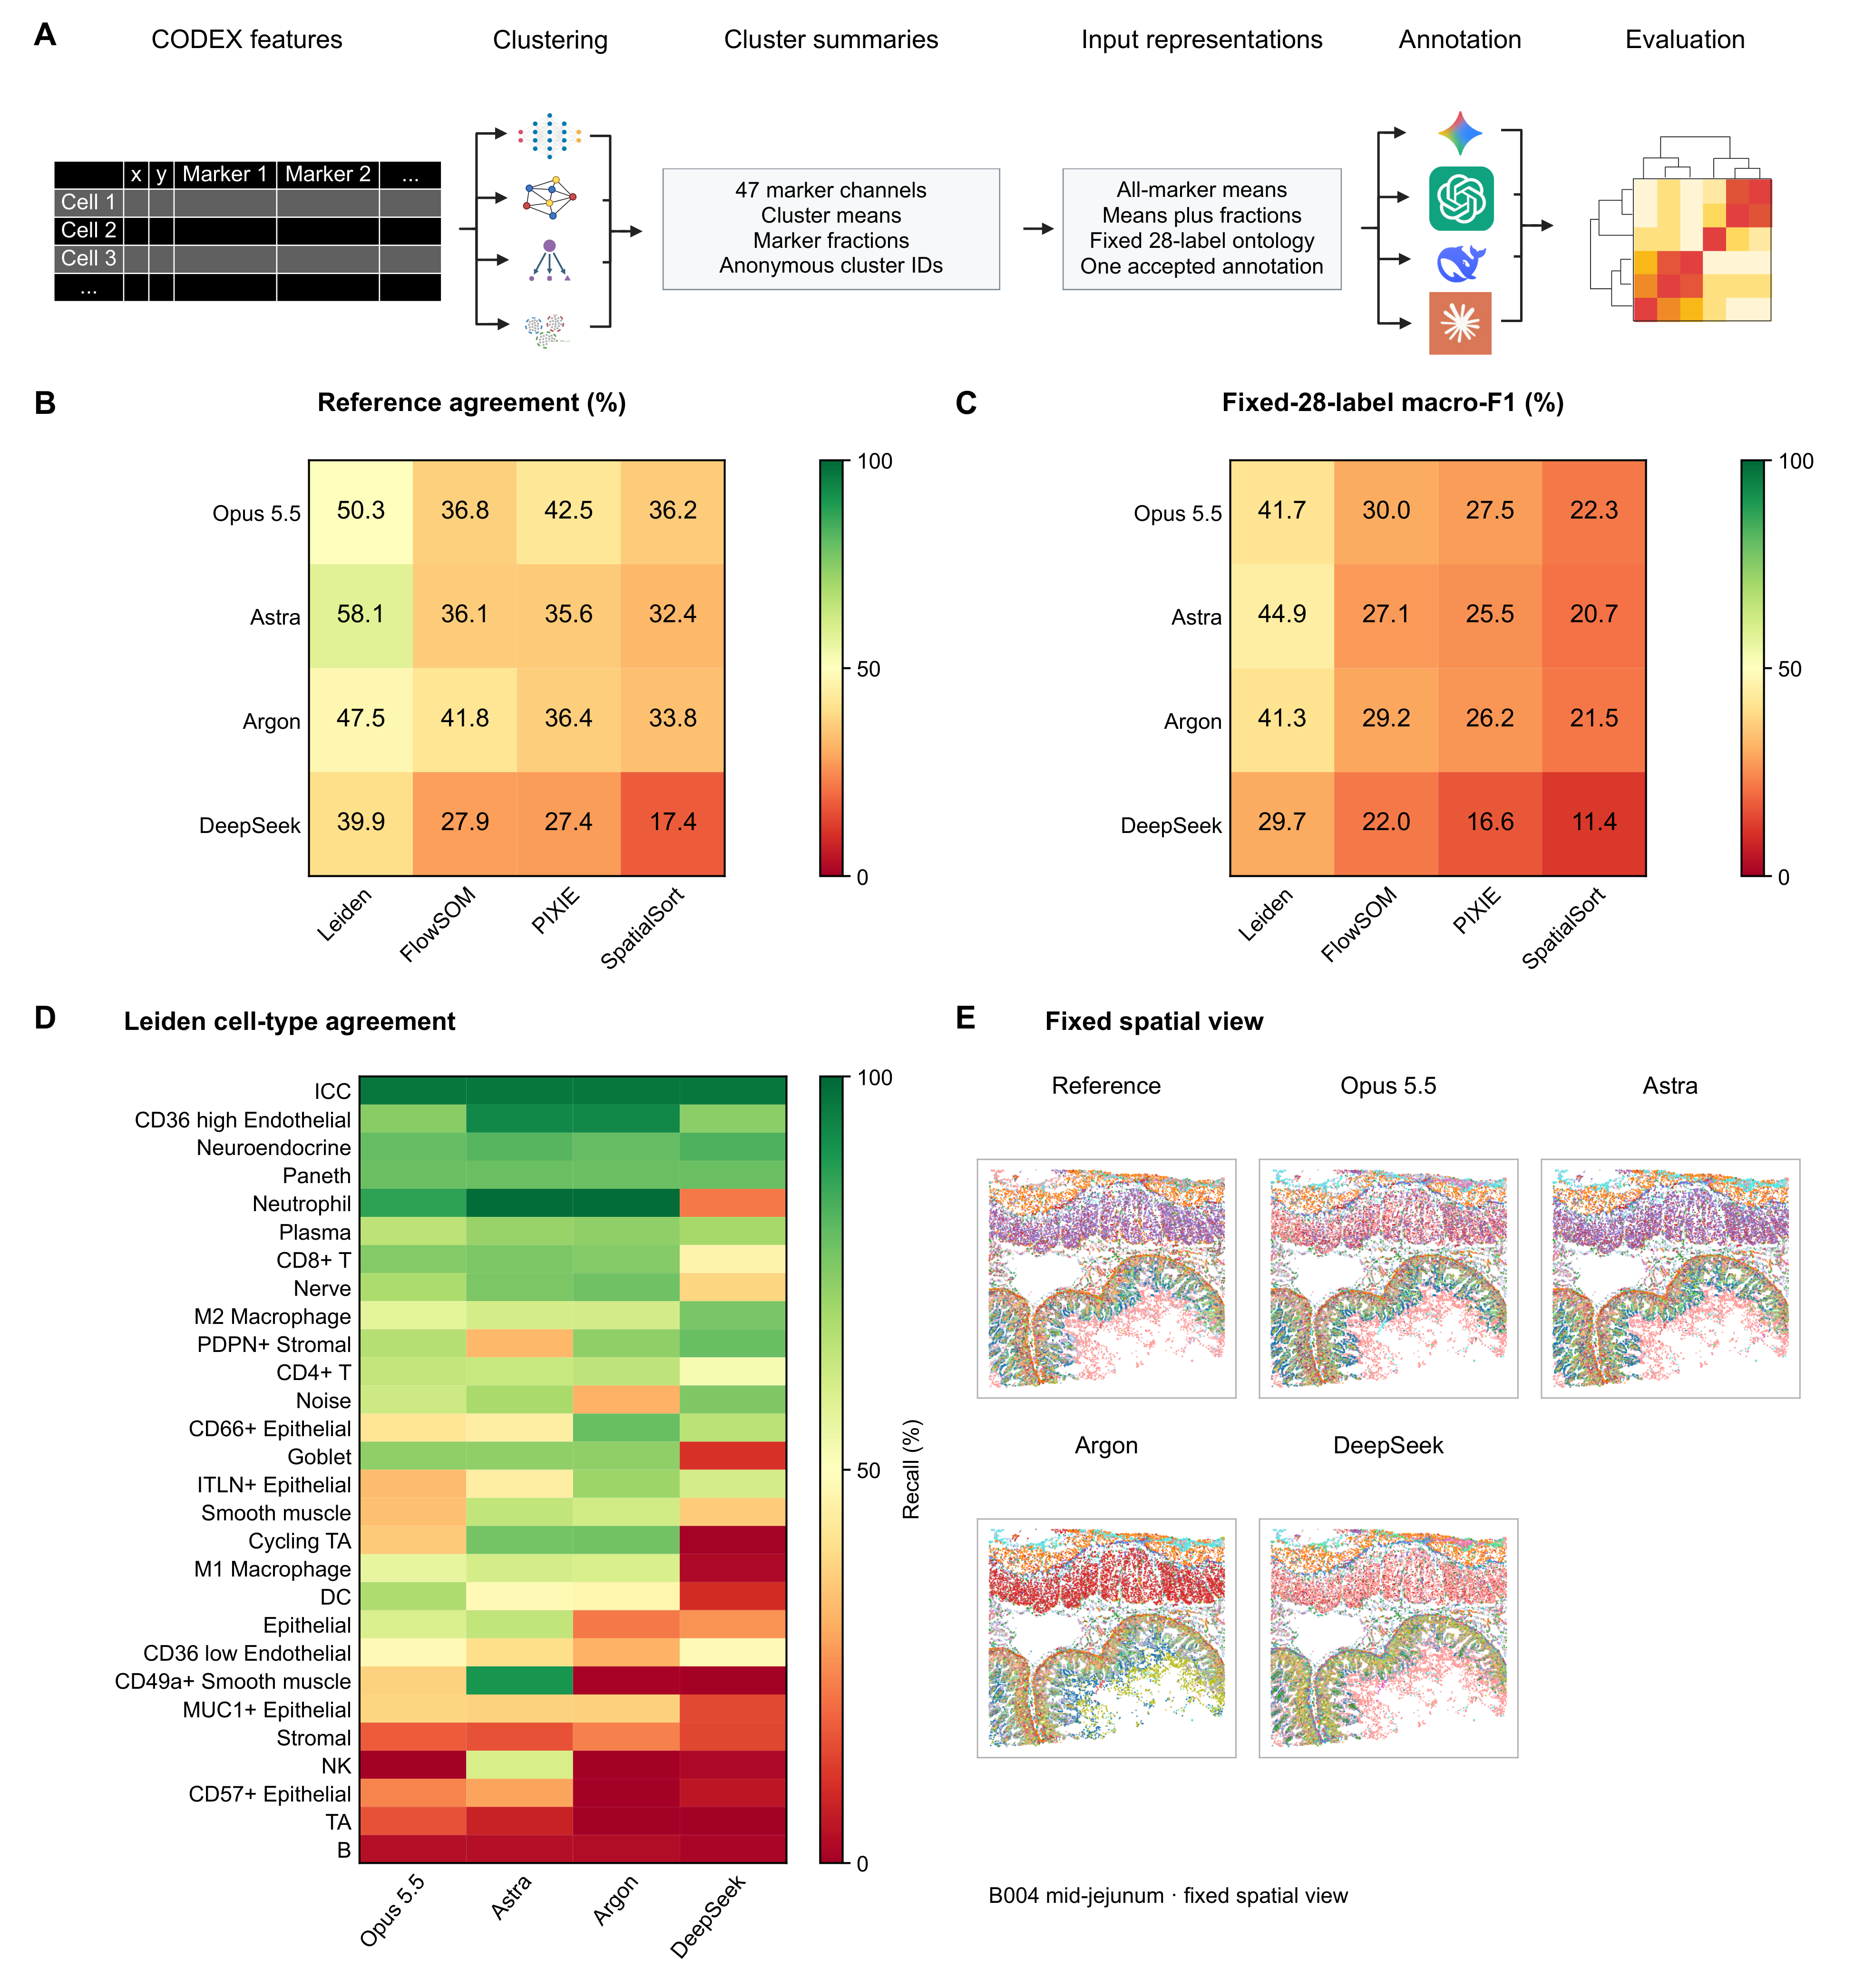 A
CODEX features
Clustering
Cluster summaries
Input representations
Annotation
Evaluation
x y Marker 1 Marker 2 ...
Cell 1
Cell 2
Cell 3
...
47 marker channels
Cluster means
Marker fractions
Anonymous cluster IDs
All-marker means
Means plus fractions
Fixed 28-label ontology
One accepted annotation
B
Reference agreement (%)
Opus 5.5 50.3 36.8 42.5 36.2
Astra 58.1 36.1 35.6 32.4
Argon 47.5 41.8 36.4 33.8
DeepSeek 39.9 27.9 27.4 17.4
Leiden FlowSOM PIXIE SpatialSort
100
50
0
C
Fixed-28-label macro-F1 (%)
Opus 5.5 41.7 30.0 27.5 22.3
Astra 44.9 27.1 25.5 20.7
Argon 41.3 29.2 26.2 21.5
DeepSeek 29.7 22.0 16.6 11.4
Leiden FlowSOM PIXIE SpatialSort
100
50
0
D
Leiden cell-type agreement
ICC
CD36 high Endothelial
Neuroendocrine
Paneth
Neutrophil
Plasma
CD8+ T
Nerve
M2 Macrophage
PDPN+ Stromal
CD4+ T
Noise
CD66+ Epithelial
Goblet
ITLN+ Epithelial
Smooth muscle
Cycling TA
M1 Macrophage
DC
Epithelial
CD36 low Endothelial
CD49a+ Smooth muscle
MUC1+ Epithelial
Stromal
NK
CD57+ Epithelial
TA
B
Opus 5.5 Astra Argon DeepSeek
100
50
0
Recall (%)
E
Fixed spatial view
Reference
Opus 5.5
Astra
Argon
DeepSeek
B004 mid-jejunum · fixed spatial view